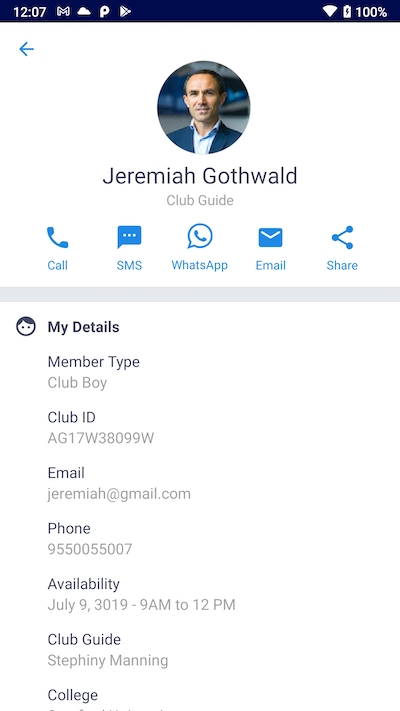 12:07
100%
Jeremiah Gothwald
Club Guide
Call SMS WhatsApp Email Share
My Details
Member Type
Club Boy
Club ID
AG17W38099W
Email
jeremiah@gmail.com
Phone
9550055007
Availability
July 9, 3019 - 9AM to 12 PM
Club Guide
Stephiny Manning
College